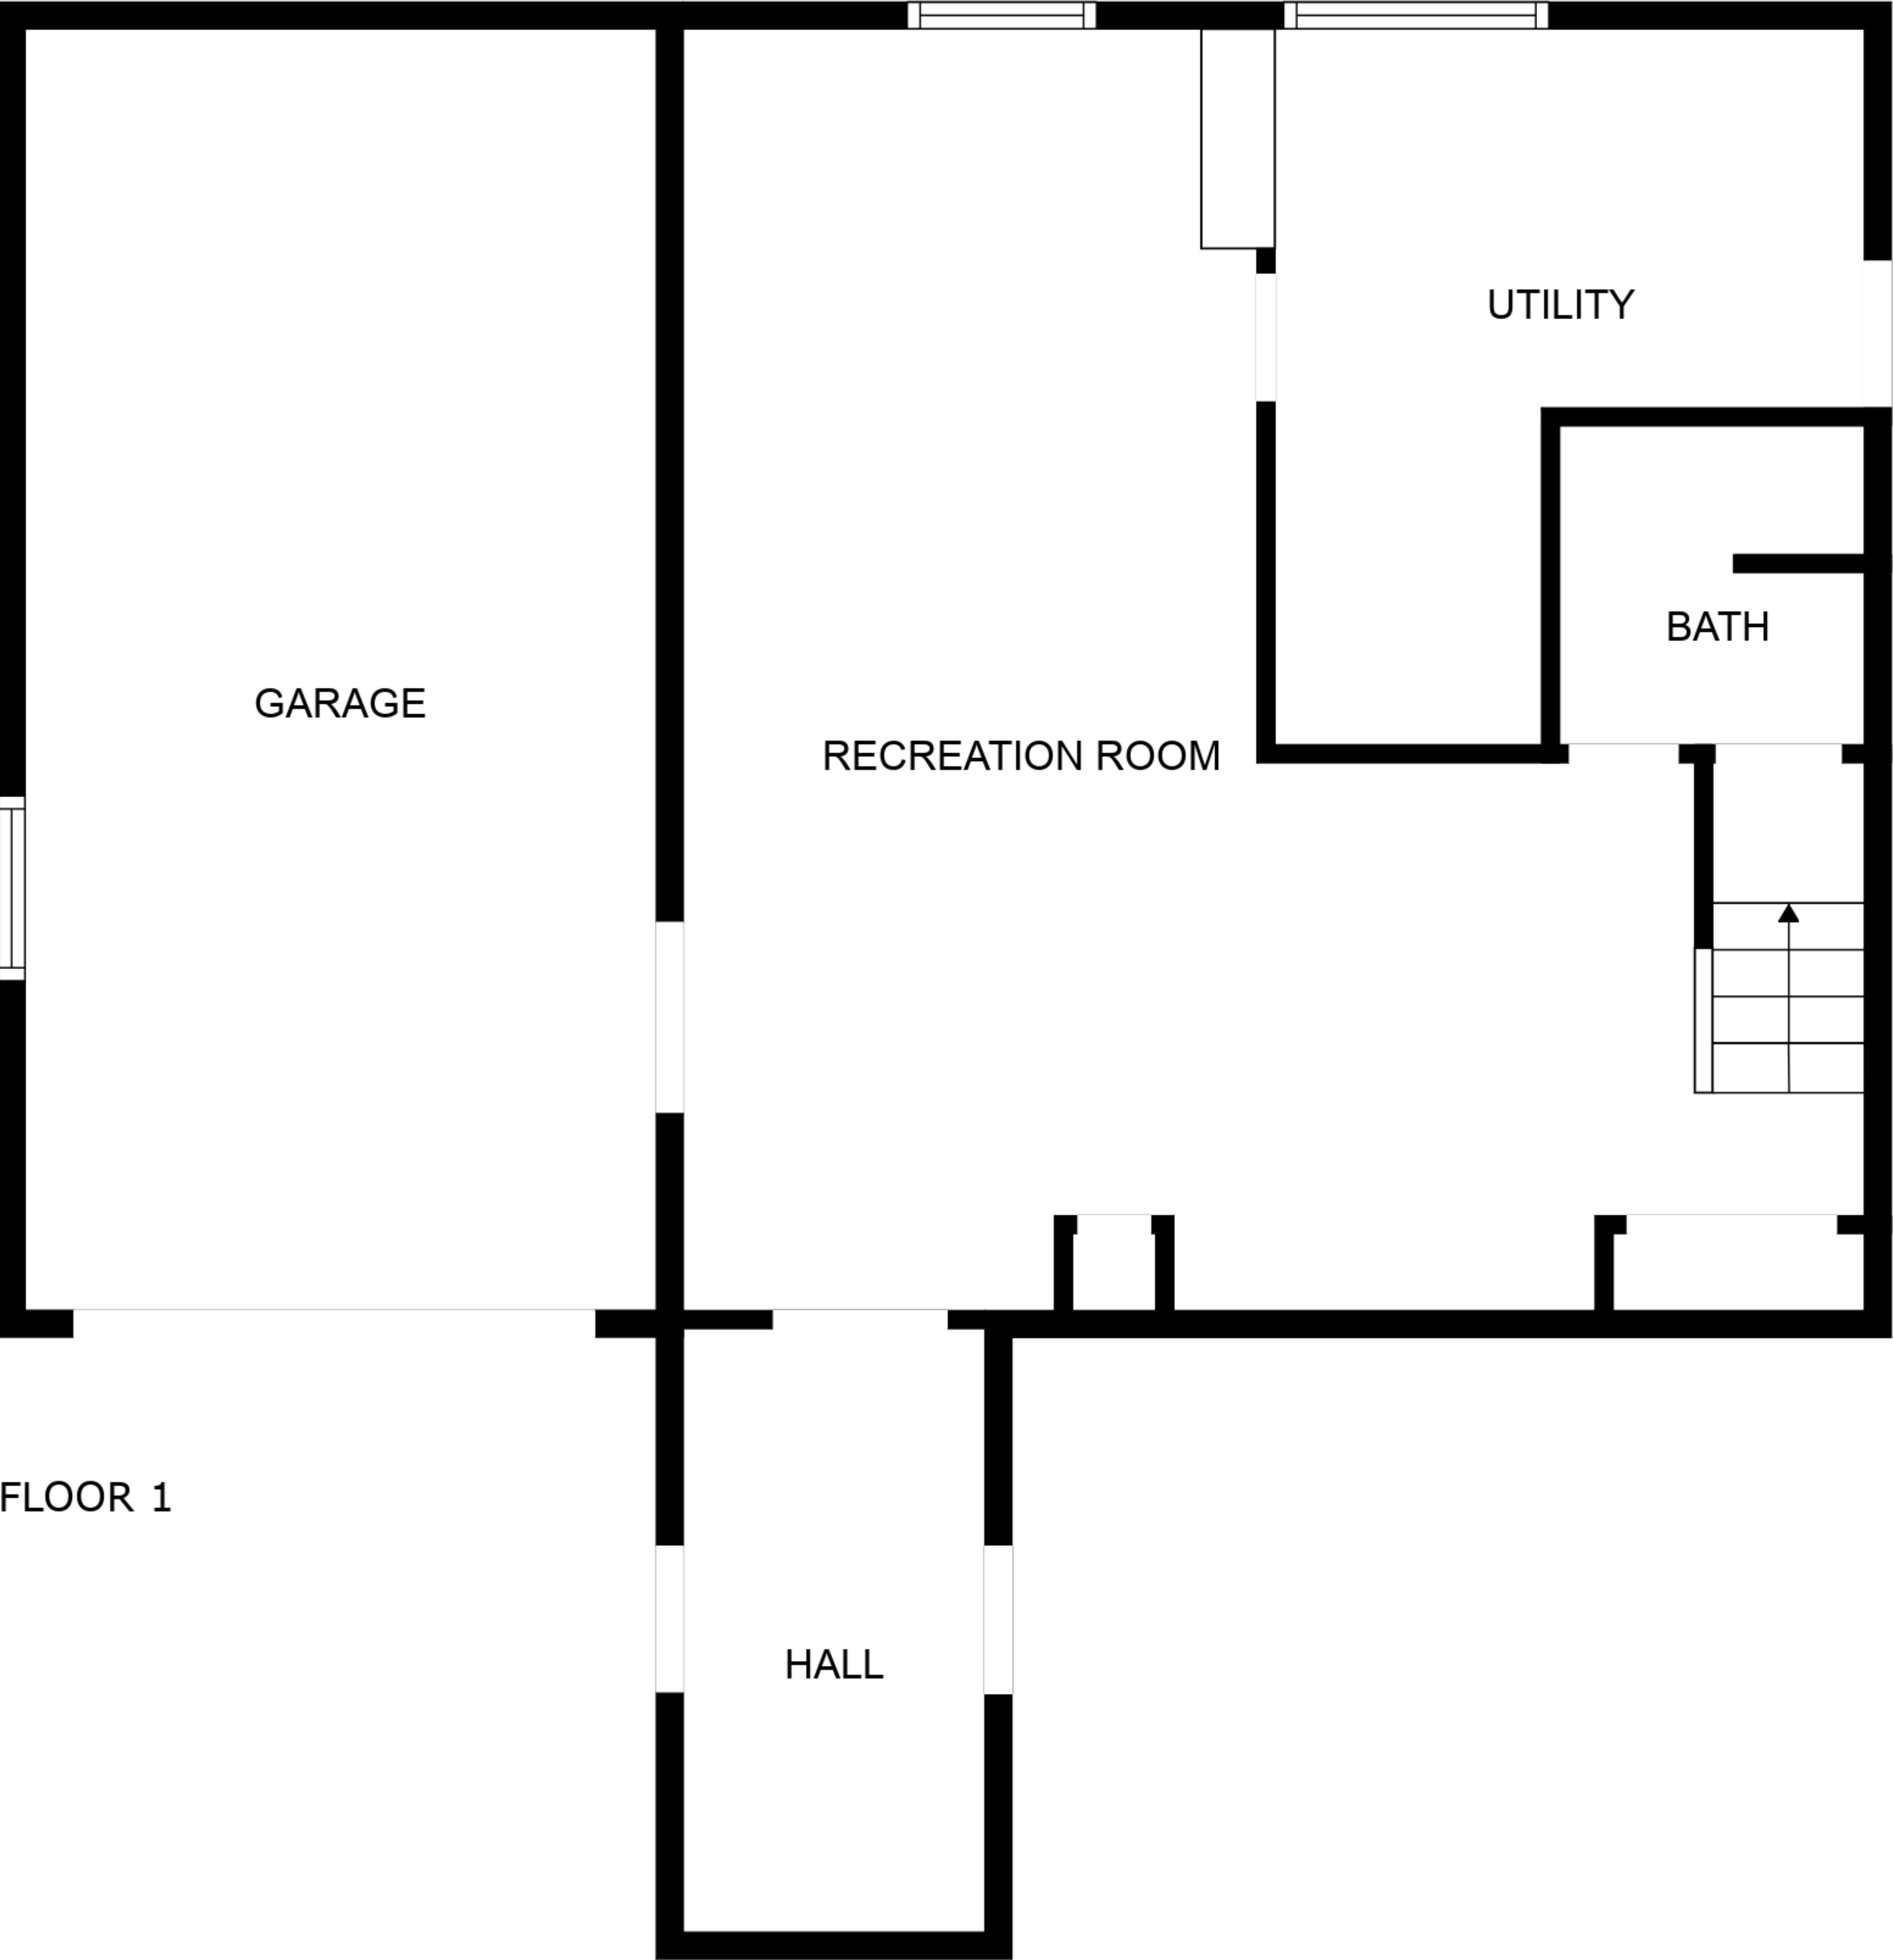 UTILITY
BATH
GARAGE
RECREATION ROOM
FLOOR 1
HALL